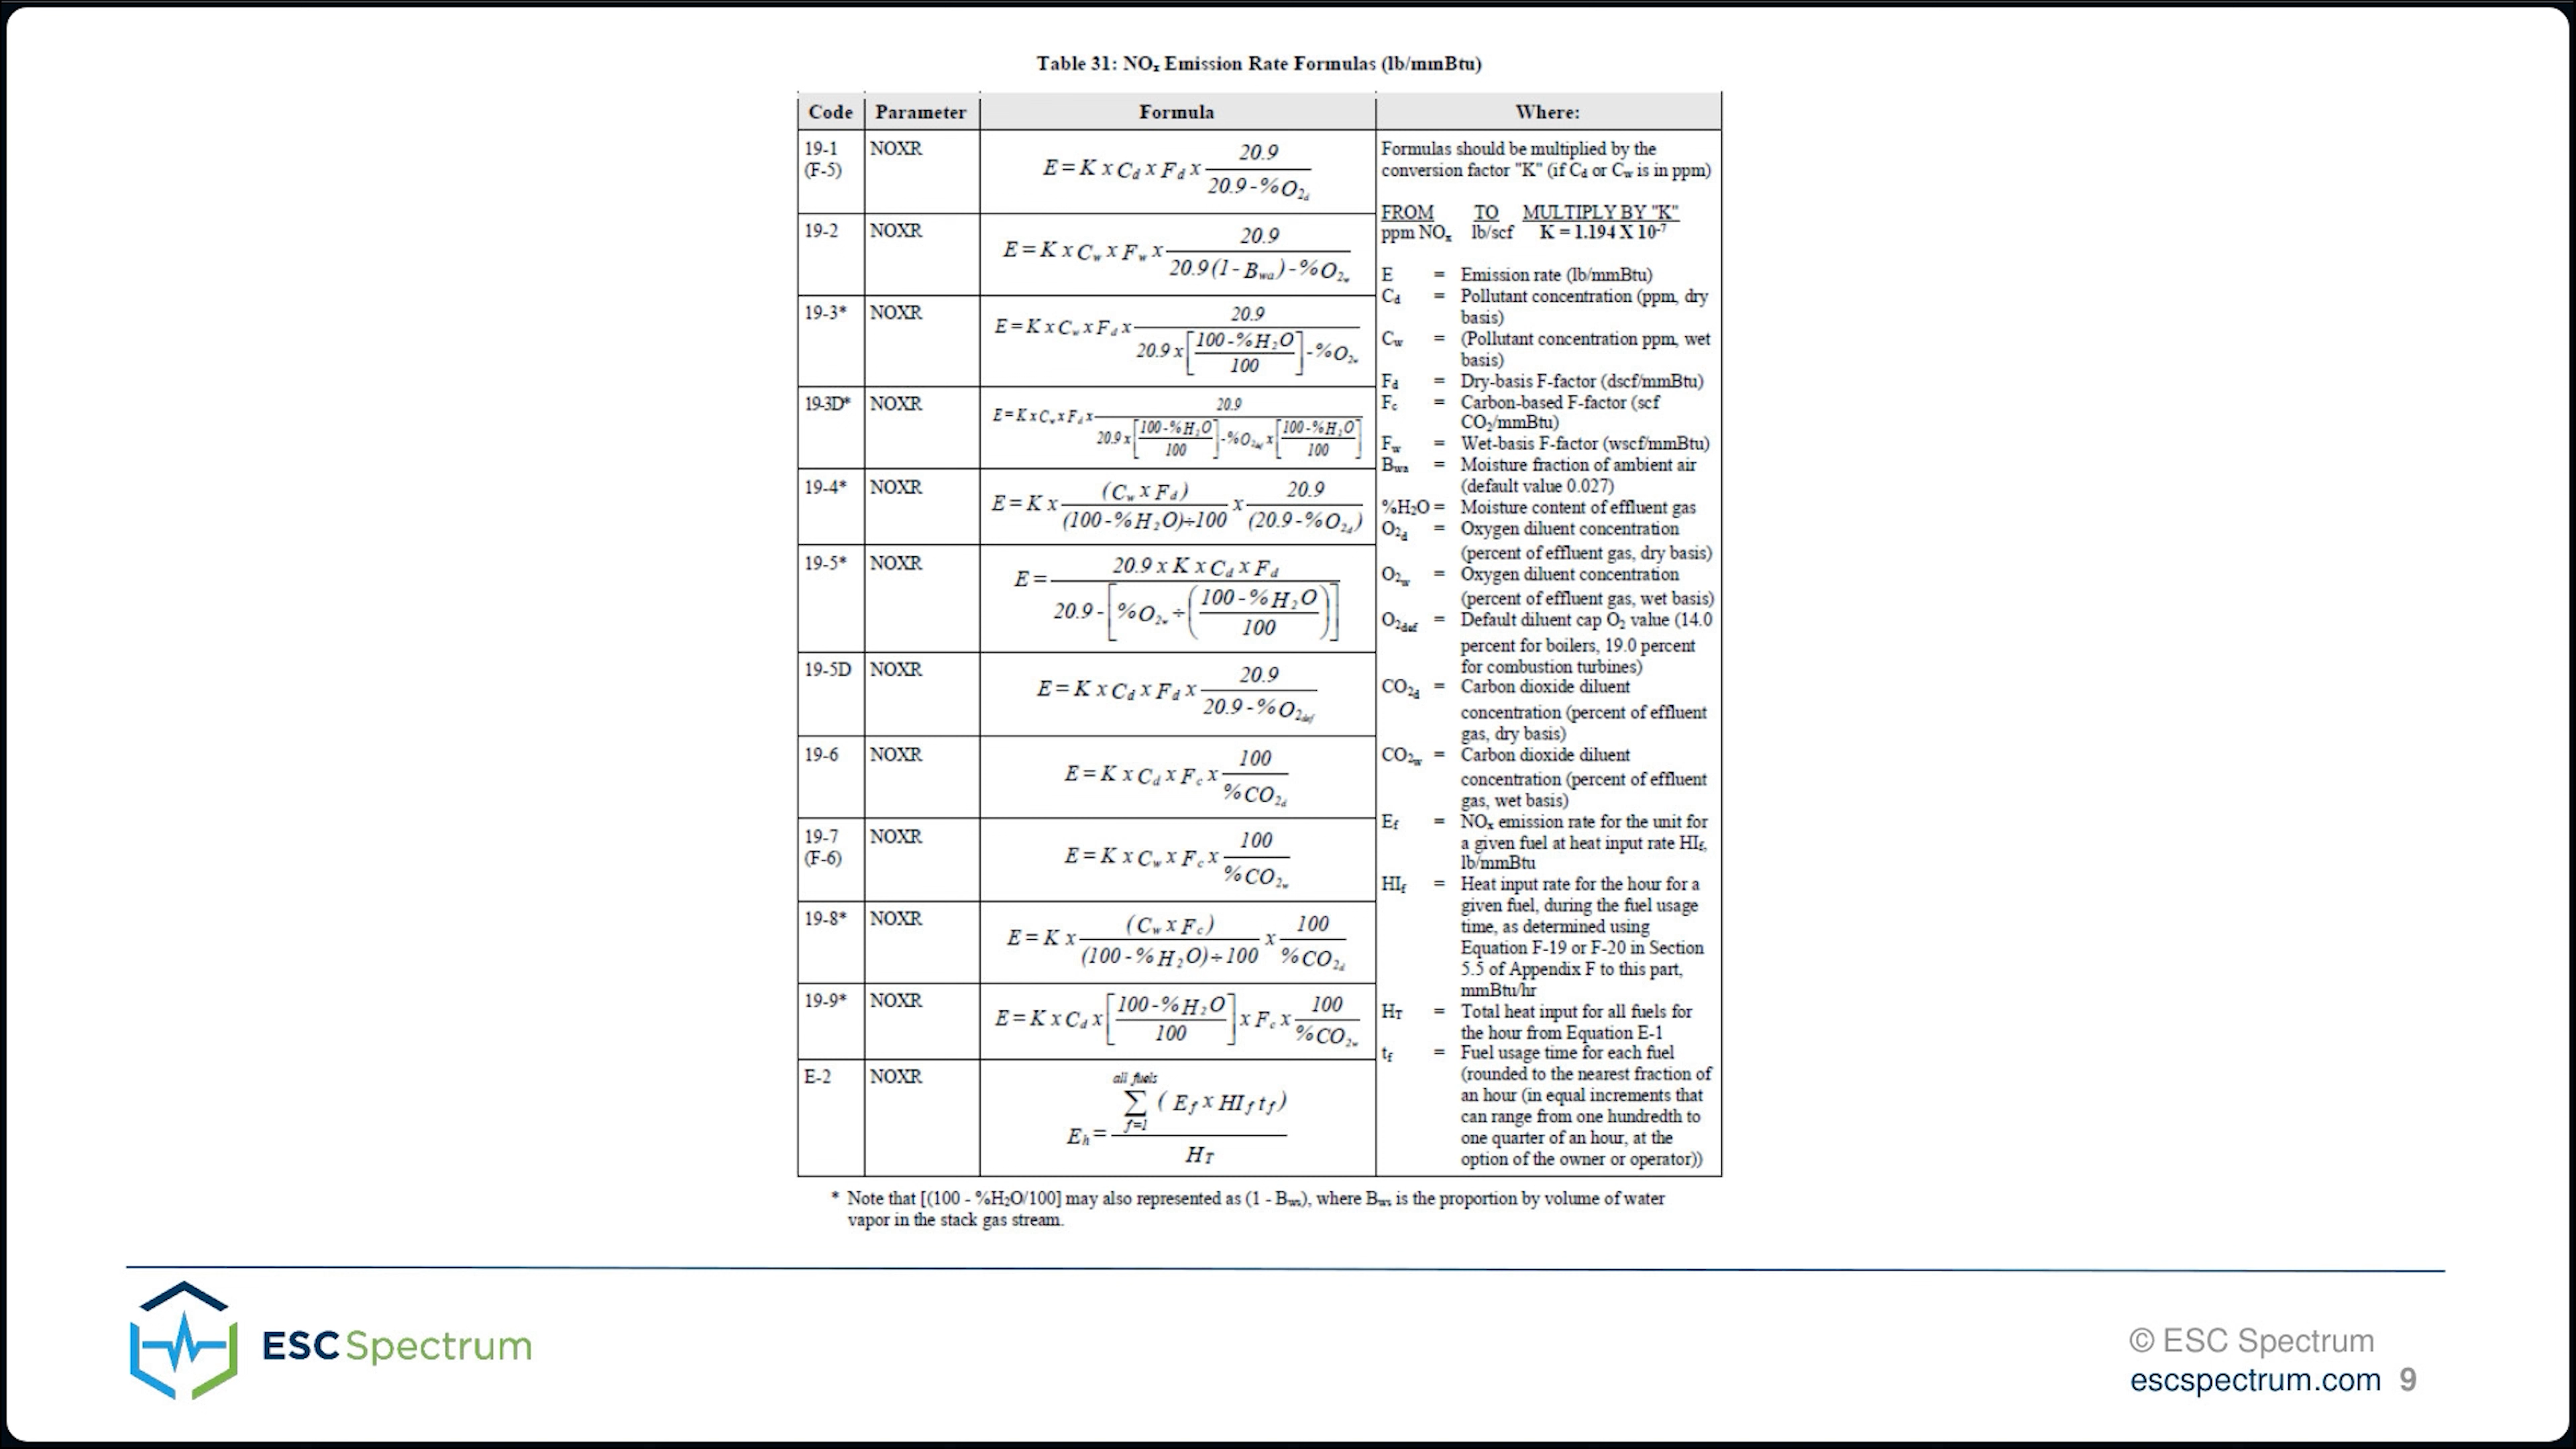 Table 31: NOx Emission Rate Formulas (lb/mmBtu)
Code Parameter Formula Where:
19-1 (F-5) NOXR E = K x Cd x Fd x 20.9 / (20.9 - %O2d)
19-2 NOXR E = K x Cw x Fw x 20.9 / (20.9 (1 - Bwa) - %O2w)
19-3* NOXR E = K x Cw x Fd x 20.9 / (20.9 x [(100 - %H2O) / 100] - %O2w)
19-3D* NOXR E = K x Cw x Fd x 20.9 / (20.9 x [(100 - %H2O) / 100] - %O2def x [(100 - %H2O) / 100])
19-4* NOXR E = K x (Cw x Fd) / ((100 - %H2O) ÷ 100) x 20.9 / (20.9 - %O2d)
19-5* NOXR E = (20.9 x K x Cd x Fd) / (20.9 - [%O2w ÷ ((100 - %H2O) / 100)])
19-5D NOXR E = K x Cd x Fd x 20.9 / (20.9 - %O2def)
19-6 NOXR E = K x Cd x Fc x 100 / %CO2d
19-7 (F-6) NOXR E = K x Cw x Fc x 100 / %CO2w
19-8* NOXR E = K x (Cw x Fc) / ((100 - %H2O) ÷ 100) x 100 / %CO2d
19-9* NOXR E = K x Cd x [(100 - %H2O) / 100] x Fc x 100 / %CO2w
E-2 NOXR Eh = all fuels Σ f=1 (Ef x HIf tf) / HT
Formulas should be multiplied by the
conversion factor "K" (if Cd or Cw is in ppm)
FROM TO MULTIPLY BY "K"
ppm NOx lb/scf K = 1.194 X 10-7
E = Emission rate (lb/mmBtu)
Cd = Pollutant concentration (ppm, dry
basis)
Cw = (Pollutant concentration ppm, wet
basis)
Fd = Dry-basis F-factor (dscf/mmBtu)
Fc = Carbon-based F-factor (scf
CO2/mmBtu)
Fw = Wet-basis F-factor (wscf/mmBtu)
Bwa = Moisture fraction of ambient air
(default value 0.027)
%H2O = Moisture content of effluent gas
O2d = Oxygen diluent concentration
(percent of effluent gas, dry basis)
O2w = Oxygen diluent concentration
(percent of effluent gas, wet basis)
O2def = Default diluent cap O2 value (14.0
percent for boilers, 19.0 percent
for combustion turbines)
CO2d = Carbon dioxide diluent
concentration (percent of effluent
gas, dry basis)
CO2w = Carbon dioxide diluent
concentration (percent of effluent
gas, wet basis)
Ef = NOx emission rate for the unit for
a given fuel at heat input rate HIf,
lb/mmBtu
HIf = Heat input rate for the hour for a
given fuel, during the fuel usage
time, as determined using
Equation F-19 or F-20 in Section
5.5 of Appendix F to this part,
mmBtu/hr
HT = Total heat input for all fuels for
the hour from Equation E-1
tf = Fuel usage time for each fuel
(rounded to the nearest fraction of
an hour (in equal increments that
can range from one hundredth to
one quarter of an hour, at the
option of the owner or operator))
* Note that [(100 - %H2O/100] may also represented as (1 - Bws), where Bws is the proportion by volume of water
vapor in the stack gas stream.
ESC Spectrum
© ESC Spectrum
escspectrum.com 9